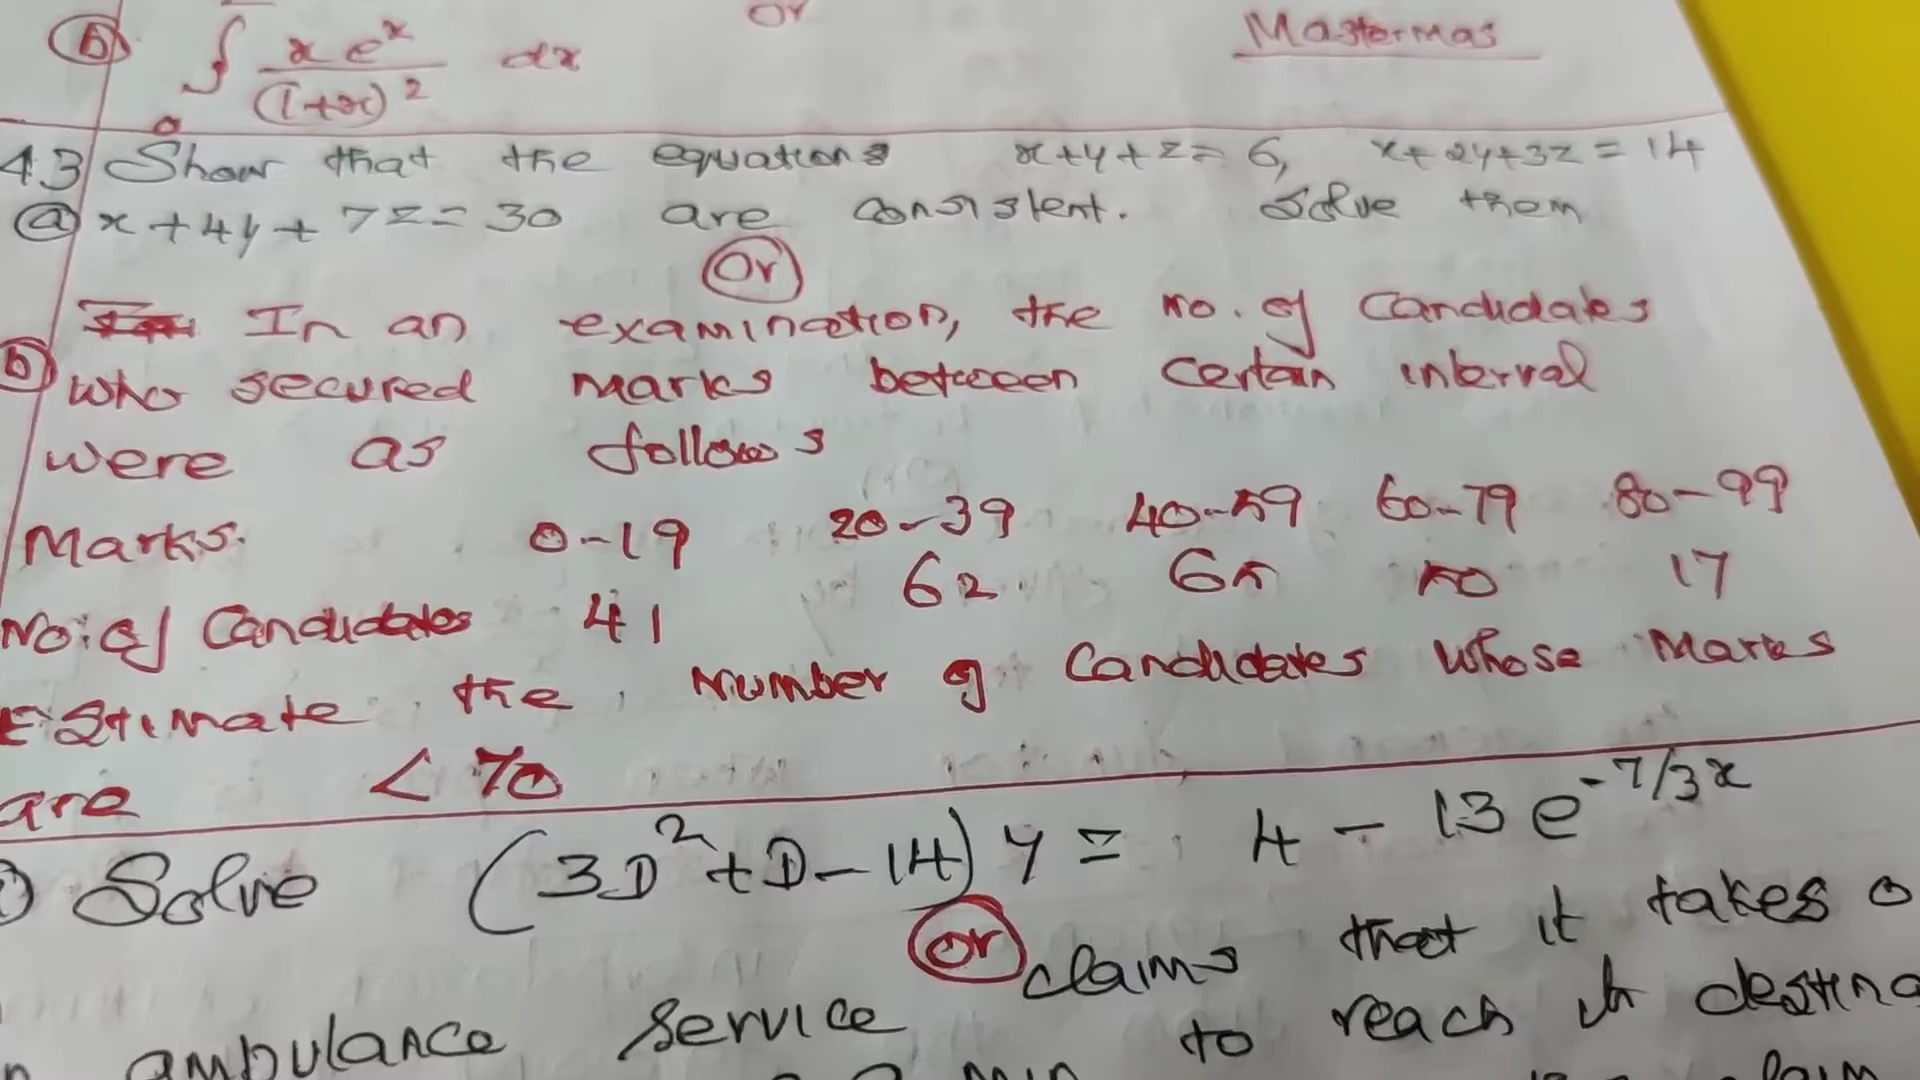 or
Mastermas
(b) ∫ x e^x / (1+x)^2 dx
43 Show that the equations x+y+z= 6, x+2y+3z = 14
(a) x+4y+7z= 30 are consistent. Solve them
(Or)
In an examination, the no. of Candidates
(b) who secured marks between Certain interval
were as follows
Marks. 0-19 20-39 40-59 60-79 80-99
No: of Candidates 41 62 65 50 17
Estimate the Number of Candidates whose Marks
are < 70
Solve (3D^2+D-14) y = 4 - 13 e^-7/3x
(or)
ambulance service claims that it takes
to reach its